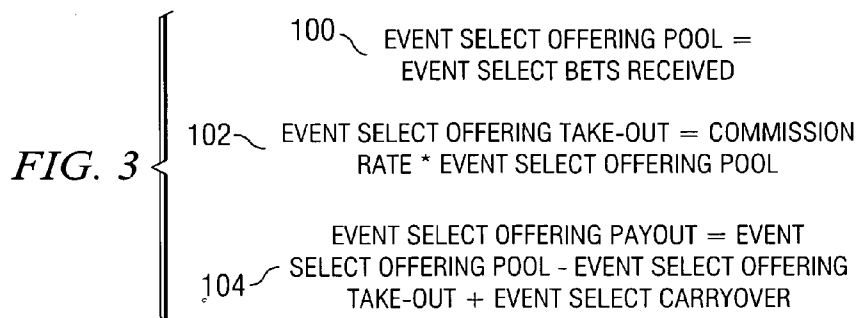 FIG. 3
100 EVENT SELECT OFFERING POOL =
EVENT SELECT BETS RECEIVED
102 EVENT SELECT OFFERING TAKE-OUT = COMMISSION
RATE * EVENT SELECT OFFERING POOL
EVENT SELECT OFFERING PAYOUT = EVENT
104 SELECT OFFERING POOL - EVENT SELECT OFFERING
TAKE-OUT + EVENT SELECT CARRYOVER